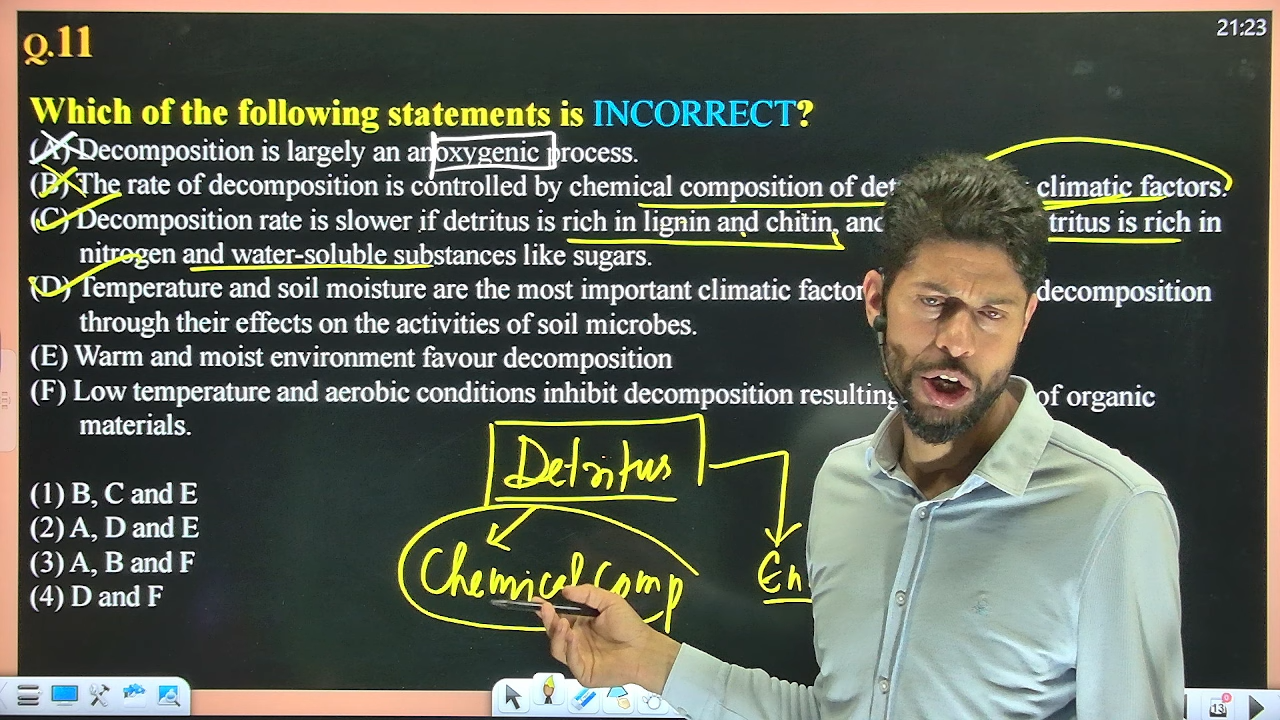 Q.11
21:23
Which of the following statements is INCORRECT?
(A) Decomposition is largely an anoxygenic process.
(B) The rate of decomposition is controlled by chemical composition of det climatic factors.
(C) Decomposition rate is slower if detritus is rich in lignin and chitin, and tritus is rich in
nitrogen and water-soluble substances like sugars.
(D) Temperature and soil moisture are the most important climatic factor decomposition
through their effects on the activities of soil microbes.
(E) Warm and moist environment favour decomposition
(F) Low temperature and aerobic conditions inhibit decomposition resulting of organic
materials.
Detritus
(1) B, C and E
(2) A, D and E
(3) A, B and F
Chemical Comp En
(4) D and F
13